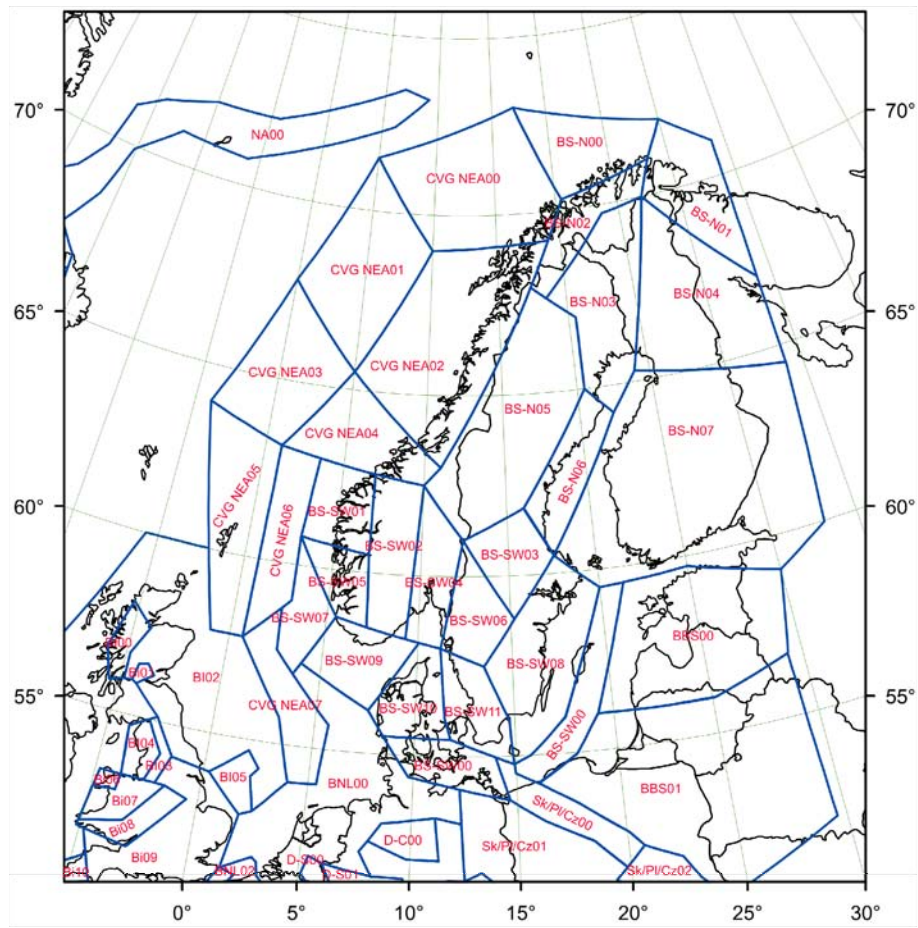 70°
70°
NA00
BS-N00
CVG NEA00
BS-N01
BS-N02
CVG NEA01
BS-N03
BS-N04
65°
65°
CVG NEA02
CVG NEA03
BS-N05
CVG NEA04
BS-N07
BS-N06
CVG NEA05
60°
60°
CVG NEA06
BS-SW01
BS-SW02
BS-SW03
BS-SW05
BS-SW04
BS-SW07
BS-SW06
BBS00
BS-SW09
BS-SW08
BI02
55°
55°
CVG NEA07
BS-SW10
BS-SW11
BS-SW00
BI04
BI03
BI05
BNL00
BBS01
Bi07
Bi08
Sk/Pl/Cz00
D-C00
Sk/Pl/Cz01
Bi09
D-S00
BNL02
D-S01
Sk/Pl/Cz02
0°
5°
10°
15°
20°
25°
30°